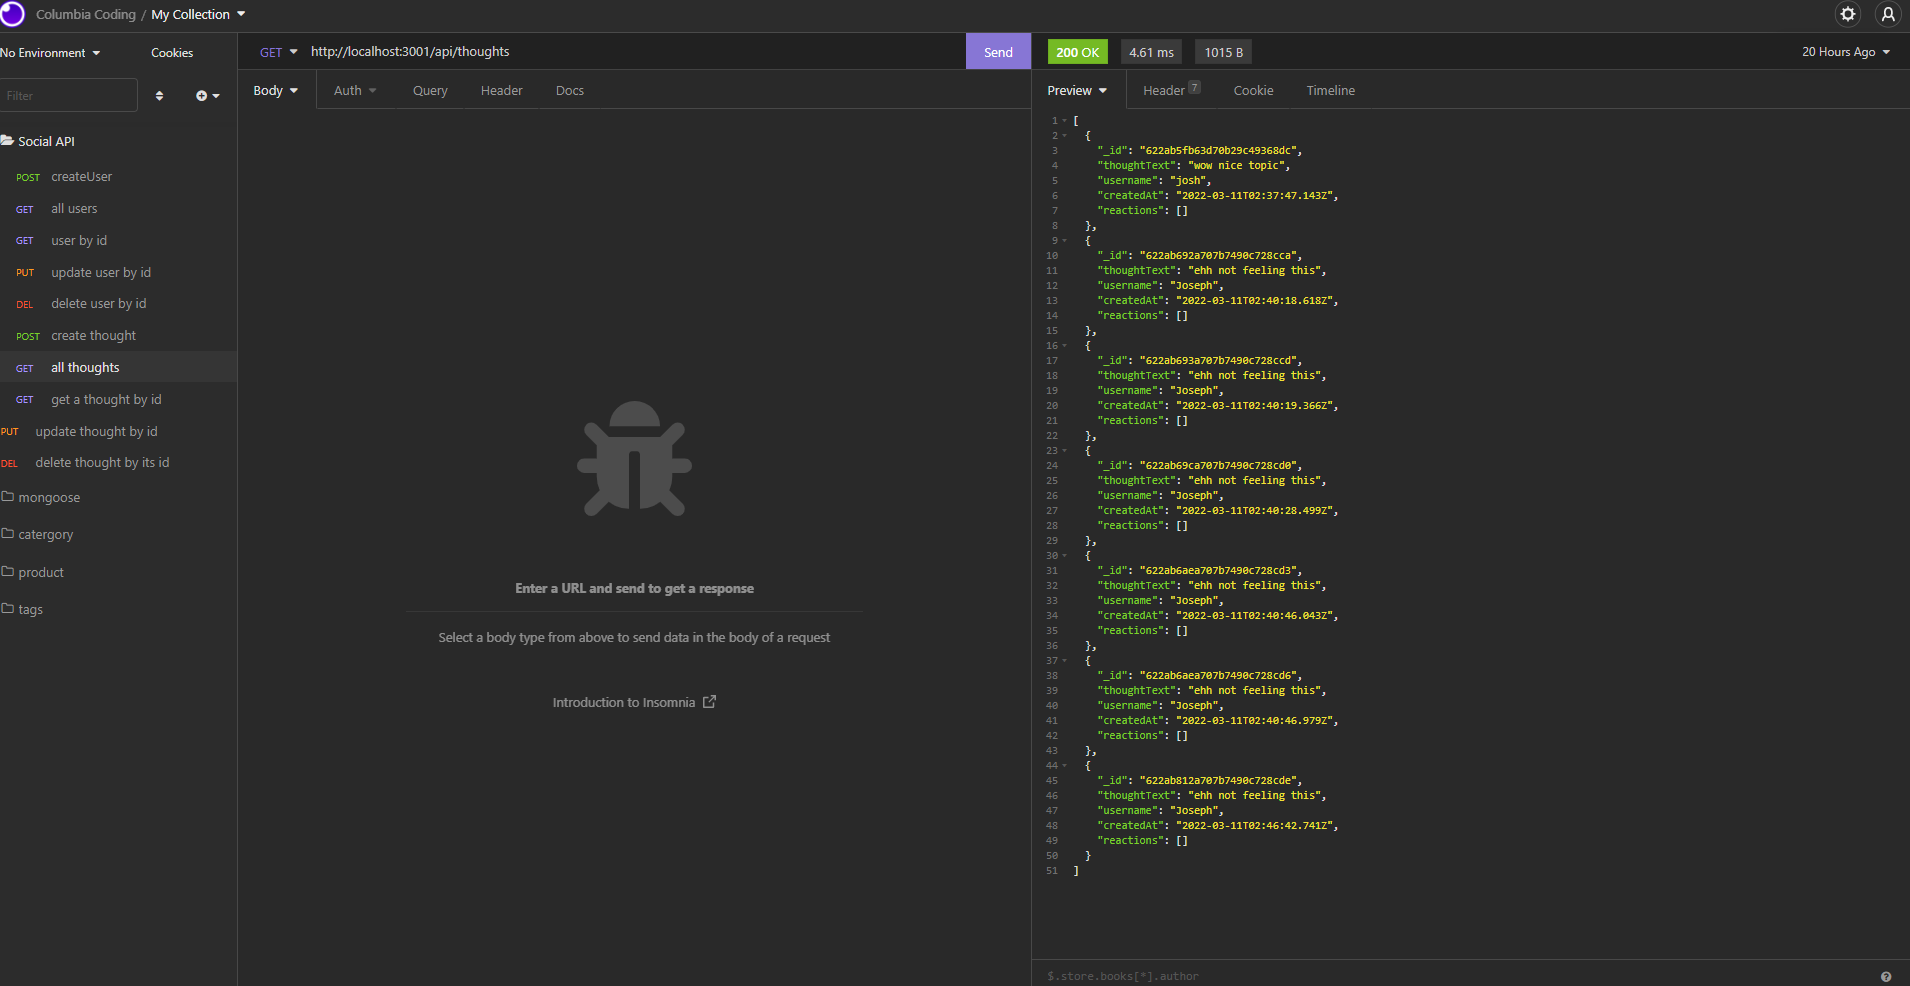 Columbia Coding / My Collection
No Environment Cookies
Filter
Social API
POST createUser
GET all users
GET user by id
PUT update user by id
DEL delete user by id
POST create thought
GET all thoughts
GET get a thought by id
PUT update thought by id
DEL delete thought by its id
mongoose
catergory
product
tags
GET http://localhost:3001/api/thoughts Send
Body Auth Query Header Docs
Enter a URL and send to get a response
Select a body type from above to send data in the body of a request
Introduction to Insomnia
200 OK 4.61 ms 1015 B 20 Hours Ago
Preview Header 7 Cookie Timeline
1 [
2 {
3 "_id": "622ab5fb63d70b29c49368dc",
4 "thoughtText": "wow nice topic",
5 "username": "josh",
6 "createdAt": "2022-03-11T02:37:47.143Z",
7 "reactions": []
8 },
9 {
10 "_id": "622ab692a707b7490c728cca",
11 "thoughtText": "ehh not feeling this",
12 "username": "Joseph",
13 "createdAt": "2022-03-11T02:40:18.618Z",
14 "reactions": []
15 },
16 {
17 "_id": "622ab693a707b7490c728ccd",
18 "thoughtText": "ehh not feeling this",
19 "username": "Joseph",
20 "createdAt": "2022-03-11T02:40:19.366Z",
21 "reactions": []
22 },
23 {
24 "_id": "622ab69ca707b7490c728cd0",
25 "thoughtText": "ehh not feeling this",
26 "username": "Joseph",
27 "createdAt": "2022-03-11T02:40:28.499Z",
28 "reactions": []
29 },
30 {
31 "_id": "622ab6aea707b7490c728cd3",
32 "thoughtText": "ehh not feeling this",
33 "username": "Joseph",
34 "createdAt": "2022-03-11T02:40:46.043Z",
35 "reactions": []
36 },
37 {
38 "_id": "622ab6aea707b7490c728cd6",
39 "thoughtText": "ehh not feeling this",
40 "username": "Joseph",
41 "createdAt": "2022-03-11T02:40:46.979Z",
42 "reactions": []
43 },
44 {
45 "_id": "622ab812a707b7490c728cde",
46 "thoughtText": "ehh not feeling this",
47 "username": "Joseph",
48 "createdAt": "2022-03-11T02:46:42.741Z",
49 "reactions": []
50 }
51 ]
$.store.books[*].author